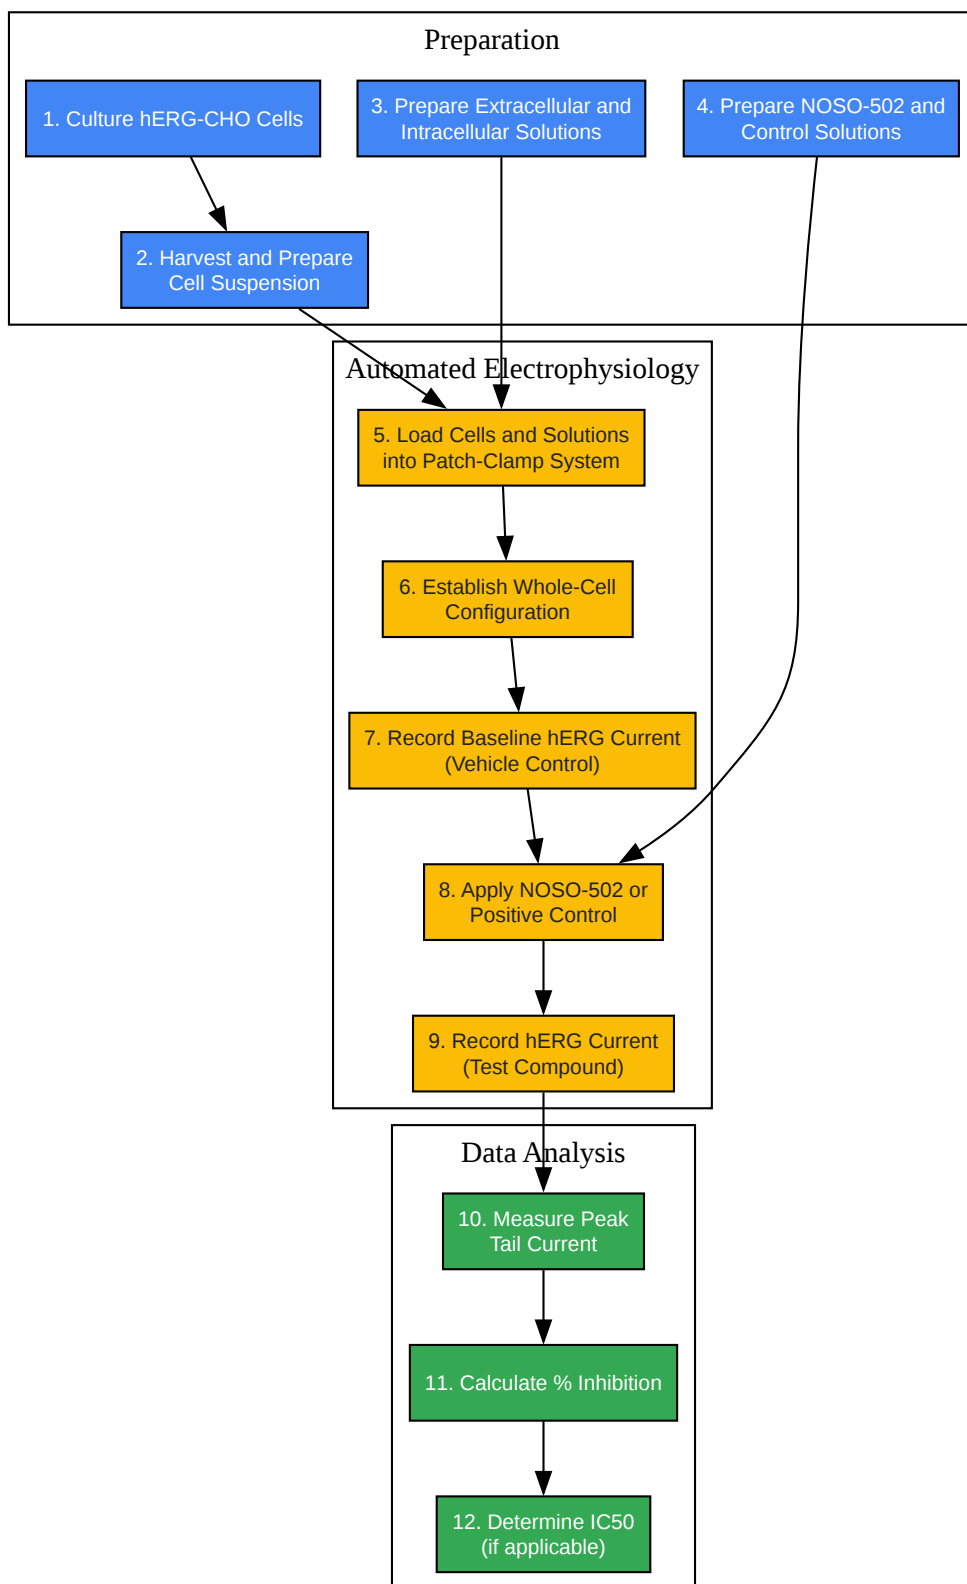 Preparation
1. Culture hERG-CHO Cells
3. Prepare Extracellular and
Intracellular Solutions
4. Prepare NOSO-502 and
Control Solutions
2. Harvest and Prepare
Cell Suspension
Automated Electrophysiology
5. Load Cells and Solutions
into Patch-Clamp System
6. Establish Whole-Cell
Configuration
7. Record Baseline hERG Current
(Vehicle Control)
8. Apply NOSO-502 or
Positive Control
9. Record hERG Current
(Test Compound)
Data Analysis
10. Measure Peak
Tail Current
11. Calculate % Inhibition
12. Determine IC50
(if applicable)